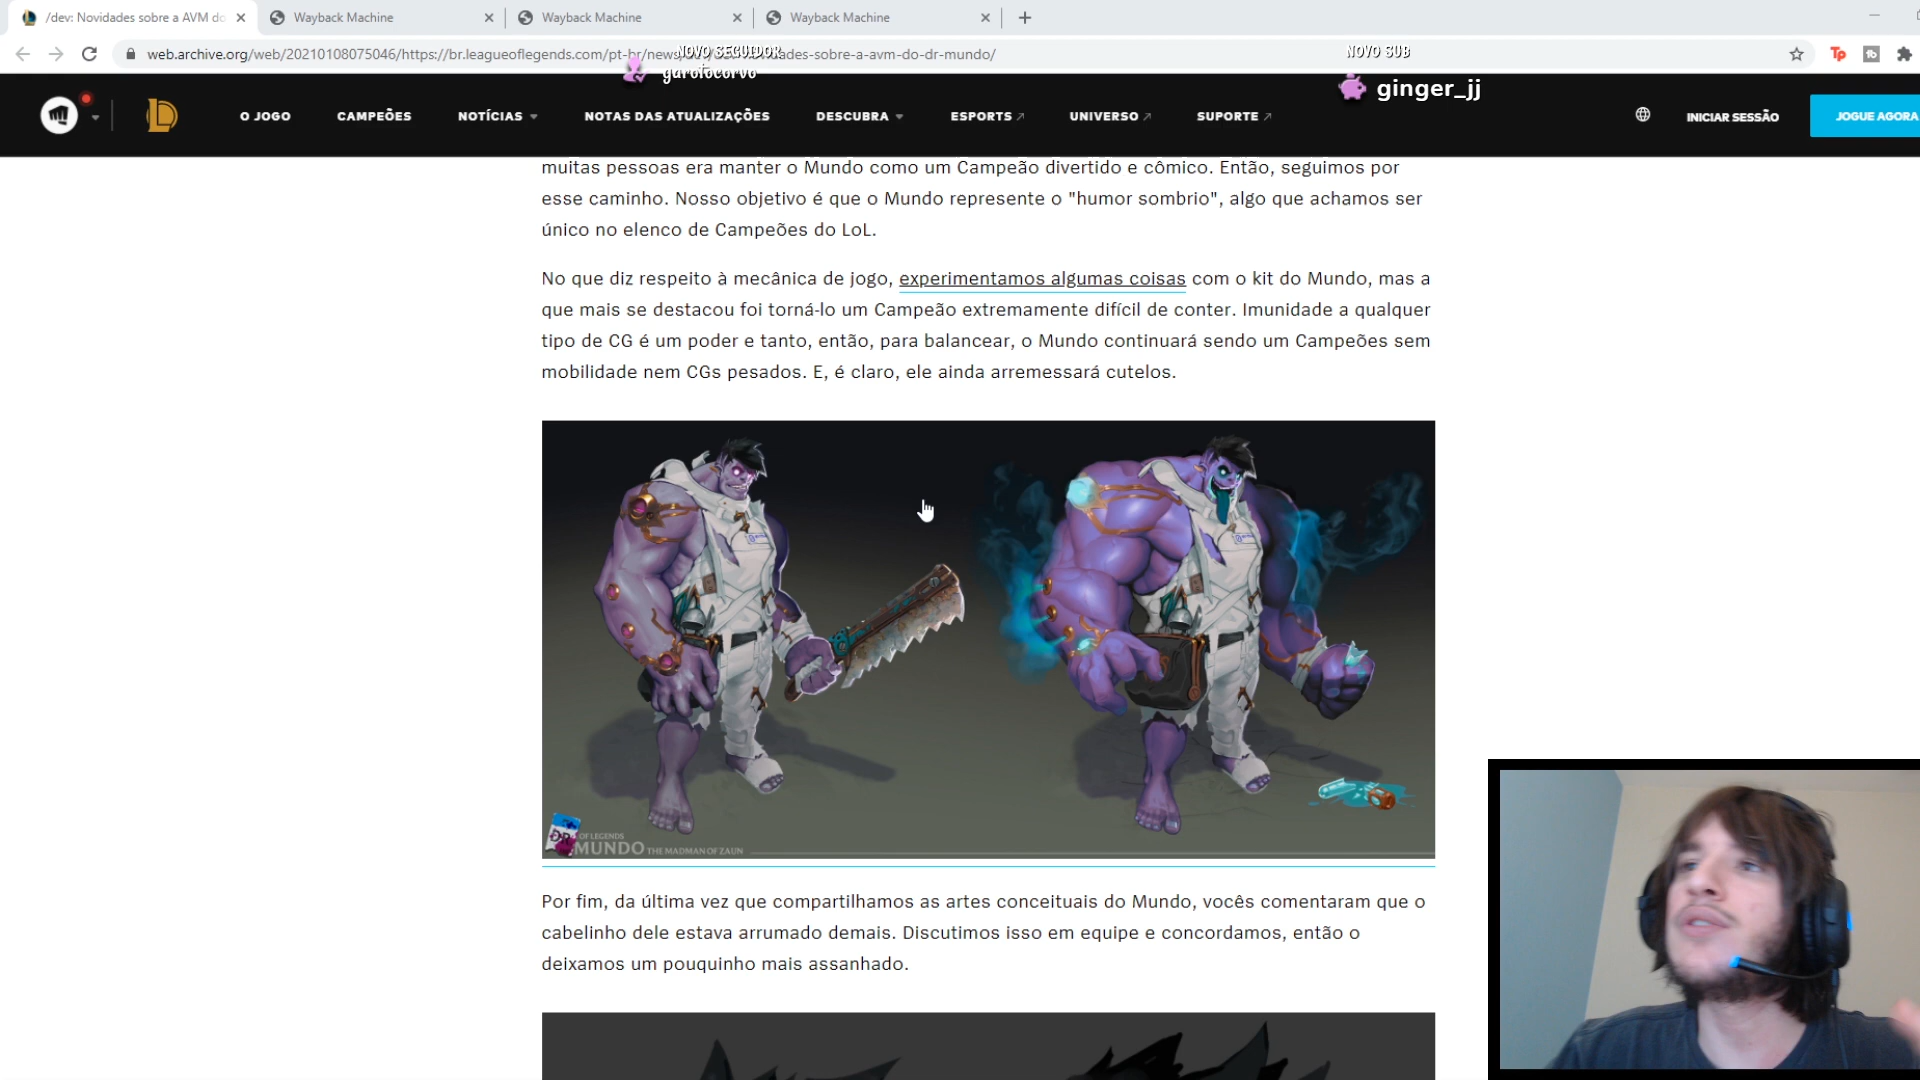 /dev: Novidades sobre a AVM do
Wayback Machine
Wayback Machine
Wayback Machine
web.archive.org/web/20210108075046/https://br.leagueoflegends.com/pt-br/news/
ades-sobre-a-avm-do-dr-mundo/
NOVO SEGUIDOR
garotocorvo
NOVO SUB
ginger_jj
O JOGO
CAMPEÕES
NOTÍCIAS
NOTAS DAS ATUALIZAÇÕES
DESCUBRA
ESPORTS
UNIVERSO
SUPORTE
INICIAR SESSÃO
JOGUE AGORA
muitas pessoas era manter o Mundo como um Campeão divertido e cômico. Então, seguimos por
esse caminho. Nosso objetivo é que o Mundo represente o "humor sombrio", algo que achamos ser
único no elenco de Campeões do LoL.
No que diz respeito à mecânica de jogo, experimentamos algumas coisas com o kit do Mundo, mas a
que mais se destacou foi torná-lo um Campeão extremamente difícil de conter. Imunidade a qualquer
tipo de CG é um poder e tanto, então, para balancear, o Mundo continuará sendo um Campeões sem
mobilidade nem CGs pesados. E, é claro, ele ainda arremessará cutelos.
OF LEGENDS
MUNDO THE MADMAN OF ZAUN
Por fim, da última vez que compartilhamos as artes conceituais do Mundo, vocês comentaram que o
cabelinho dele estava arrumado demais. Discutimos isso em equipe e concordamos, então o
deixamos um pouquinho mais assanhado.